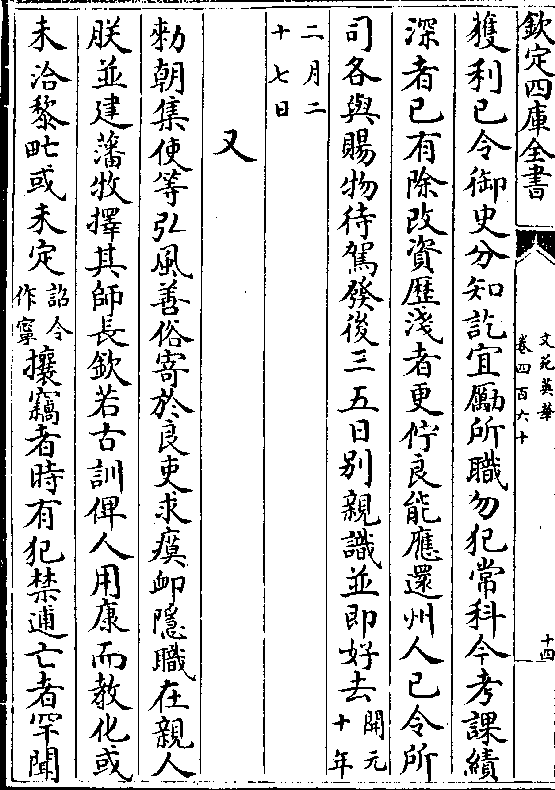 欽定四庫全書
文苑英華
卷四百六十
十四
獲利已令御史分知訖宜勵所職勿犯常科今考課績
深者已有除改資歷淺者更佇良能應還州人已令所
司各與賜物待駕發後三五日別親識並即好去開元十年
二月二十七日
又
勑朝集使等弘風善俗寄於良吏求瘼衈隱職在親人
朕並建藩牧擇其師長欽若古訓俾人用康而教化或
未洽黎甿或未定詔令作寧攘竊者時有犯禁逋亡者罕聞